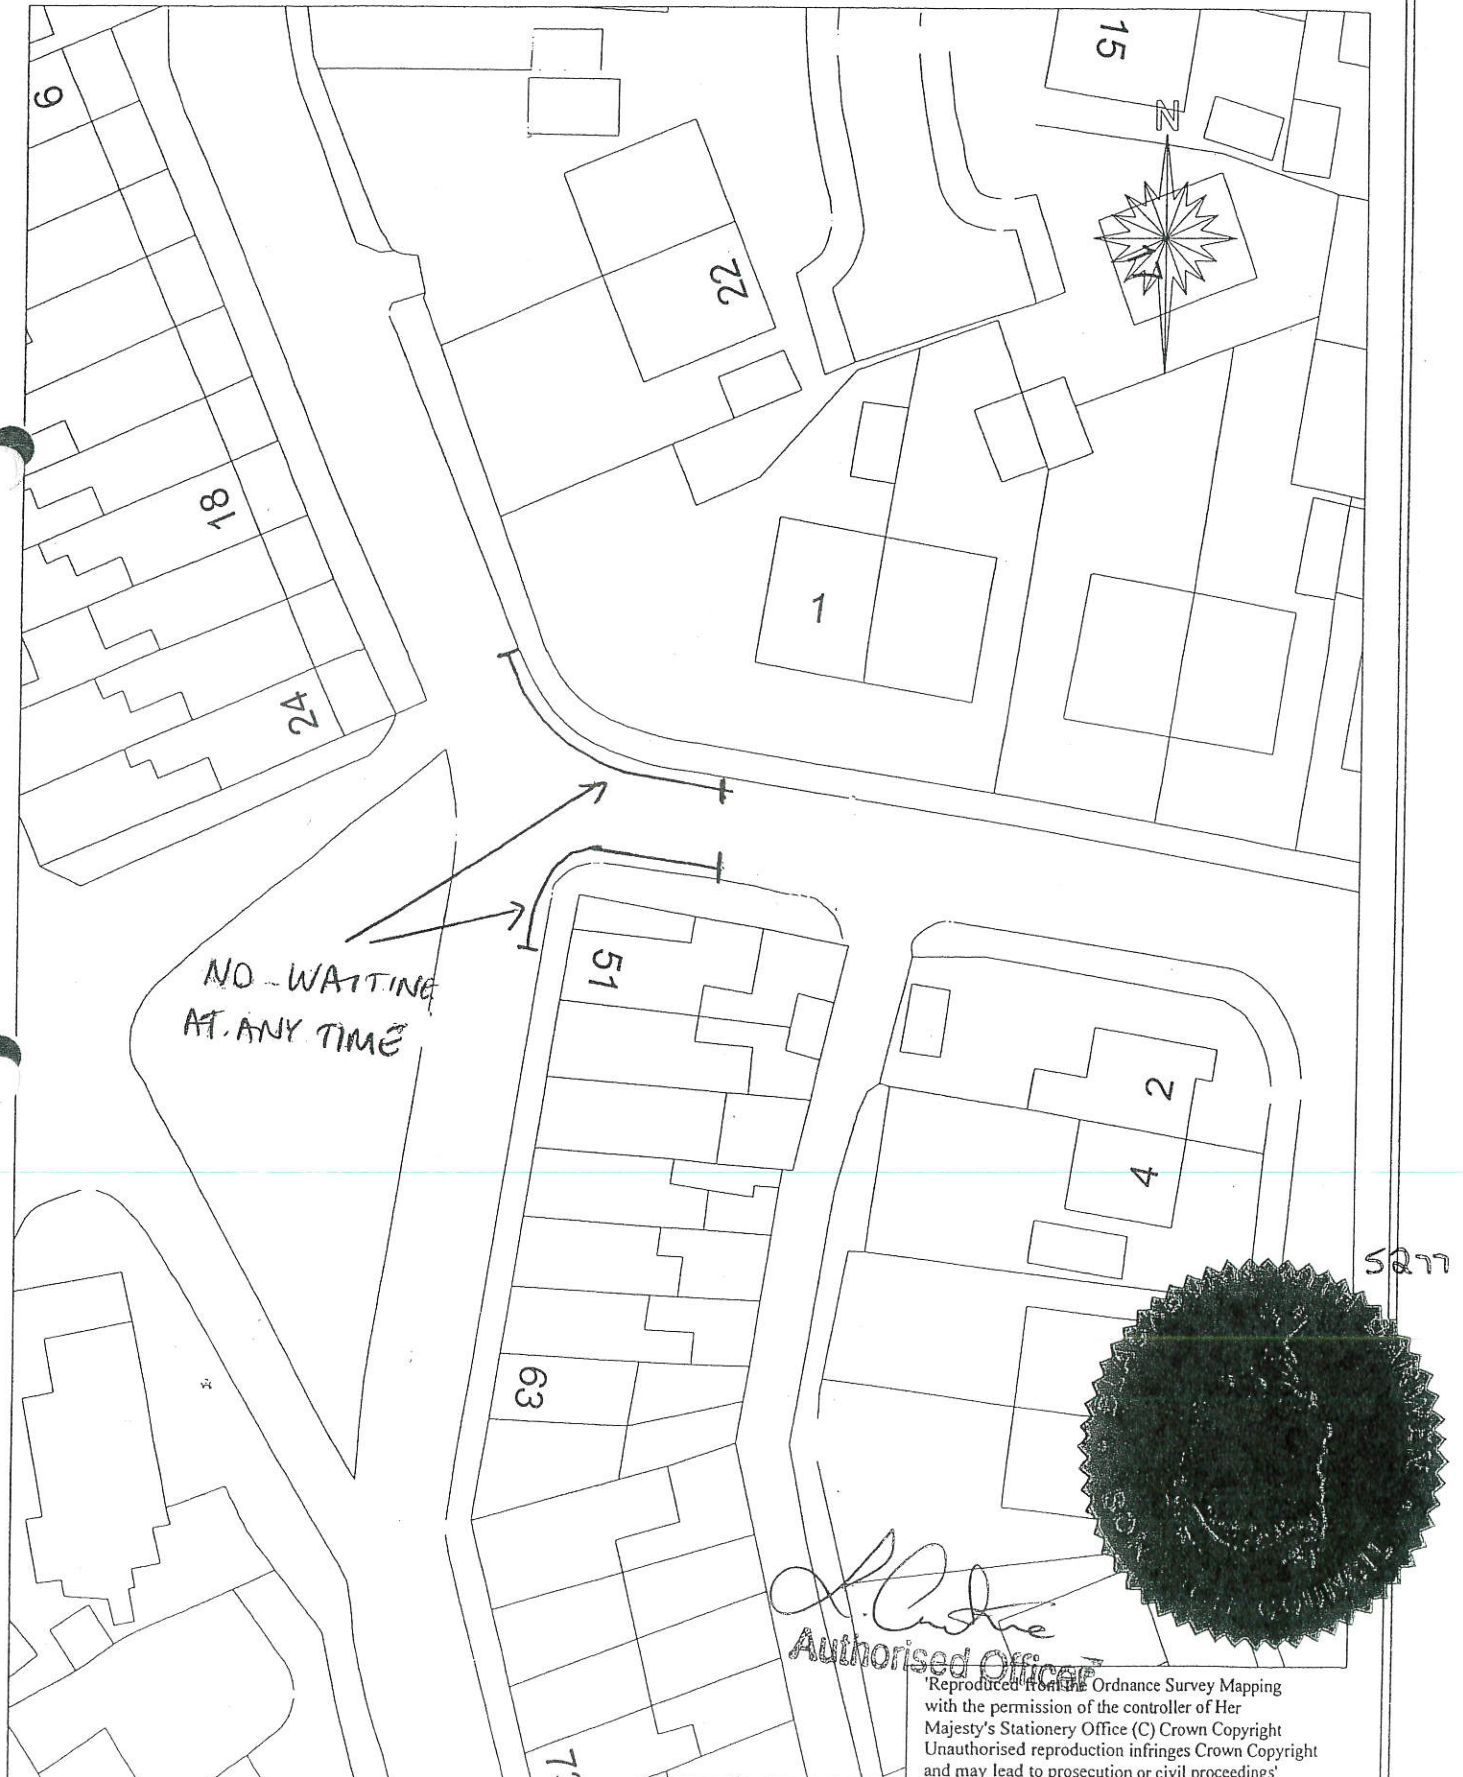 15
6
N
22
18
1
24
NO-WAITING
AT.ANY TIME
51
2
4
5277
63
Authorised Officer
'Reproduced from the Ordnance Survey Mapping
with the permission of the controller of Her
Majesty's Stationery Office (C) Crown Copyright
Unauthorised reproduction infringes Crown Copyright
and may lead to prosecution or civil proceedings'